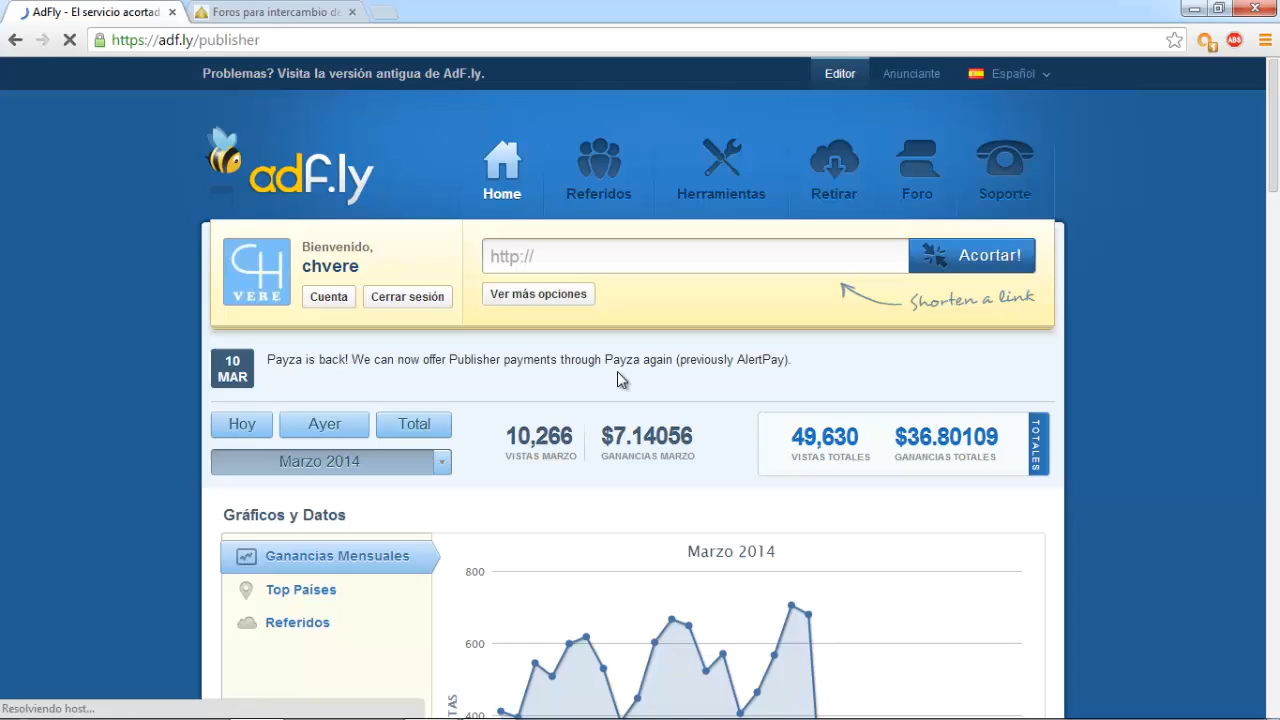 AdFly - El servicio acortad
Foros para intercambio de
https://adf.ly/publisher
ABS
Problemas? Visita la versión antigua de AdF.ly.
Editor
Anunciante
Español
adf.ly
Home
Referidos
Herramientas
Retirar
Foro
Soporte
CH
VERE
Bienvenido,
chvere
Cuenta
Cerrar sesión
http://
Acortar!
Ver más opciones
Shorten a link
10
MAR
Payza is back! We can now offer Publisher payments through Payza again (previously AlertPay).
Hoy
Ayer
Total
Marzo 2014
10,266
VISTAS MARZO
$7.14056
GANANCIAS MARZO
49,630
VISTAS TOTALES
$36.80109
GANANCIAS TOTALES
TOTALES
Gráficos y Datos
Ganancias Mensuales
Top Países
Referidos
Marzo 2014
800
600
400
TAS
Resolviendo host...